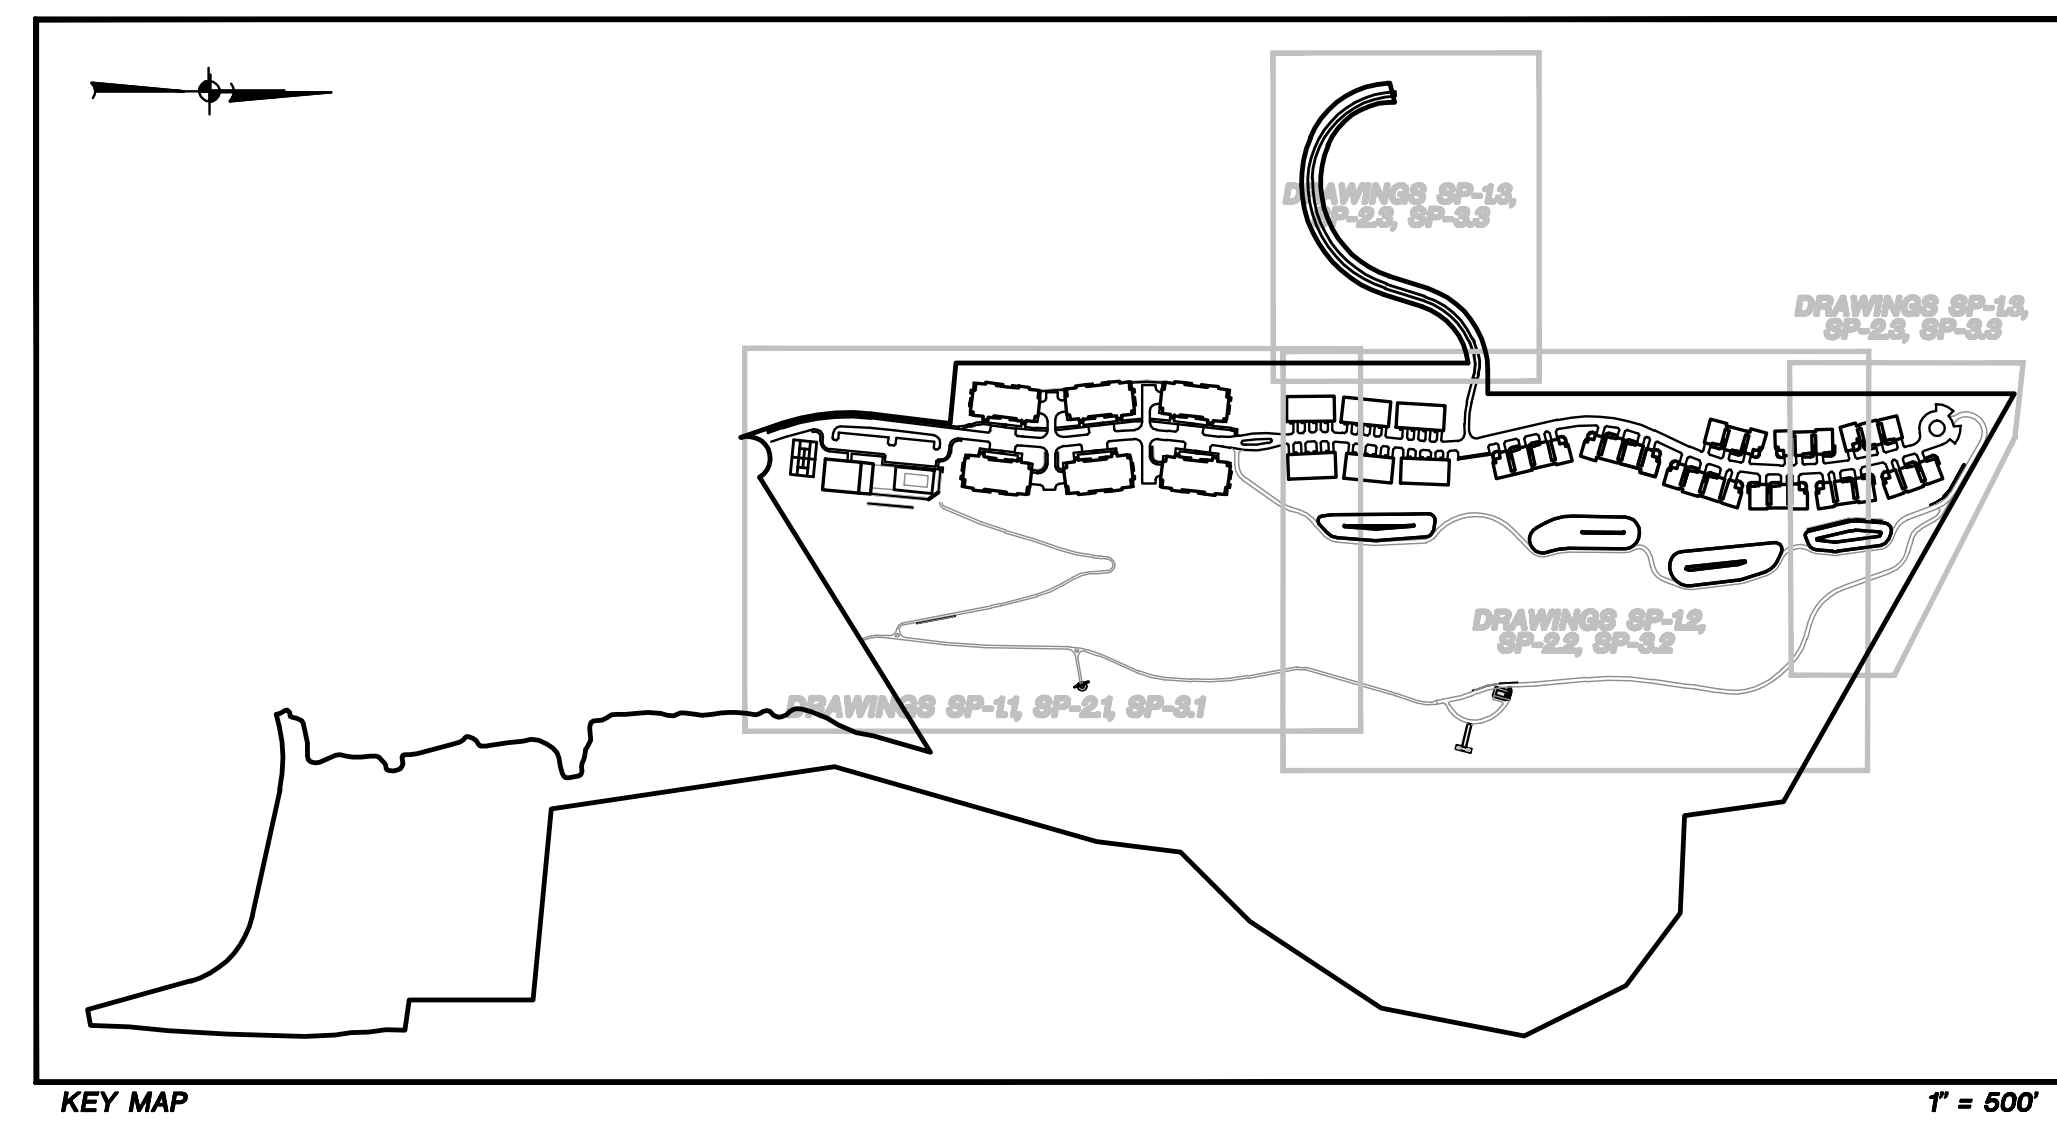 DRAWINGS SP-1.3,
SP-2.3, SP-3.3
DRAWINGS SP-1.3,
SP-2.3, SP-3.3
DRAWINGS SP-1.2,
SP-2.2, SP-3.2
DRAWINGS SP-1.1, SP-2.1, SP-3.1
KEY MAP
1" = 500'